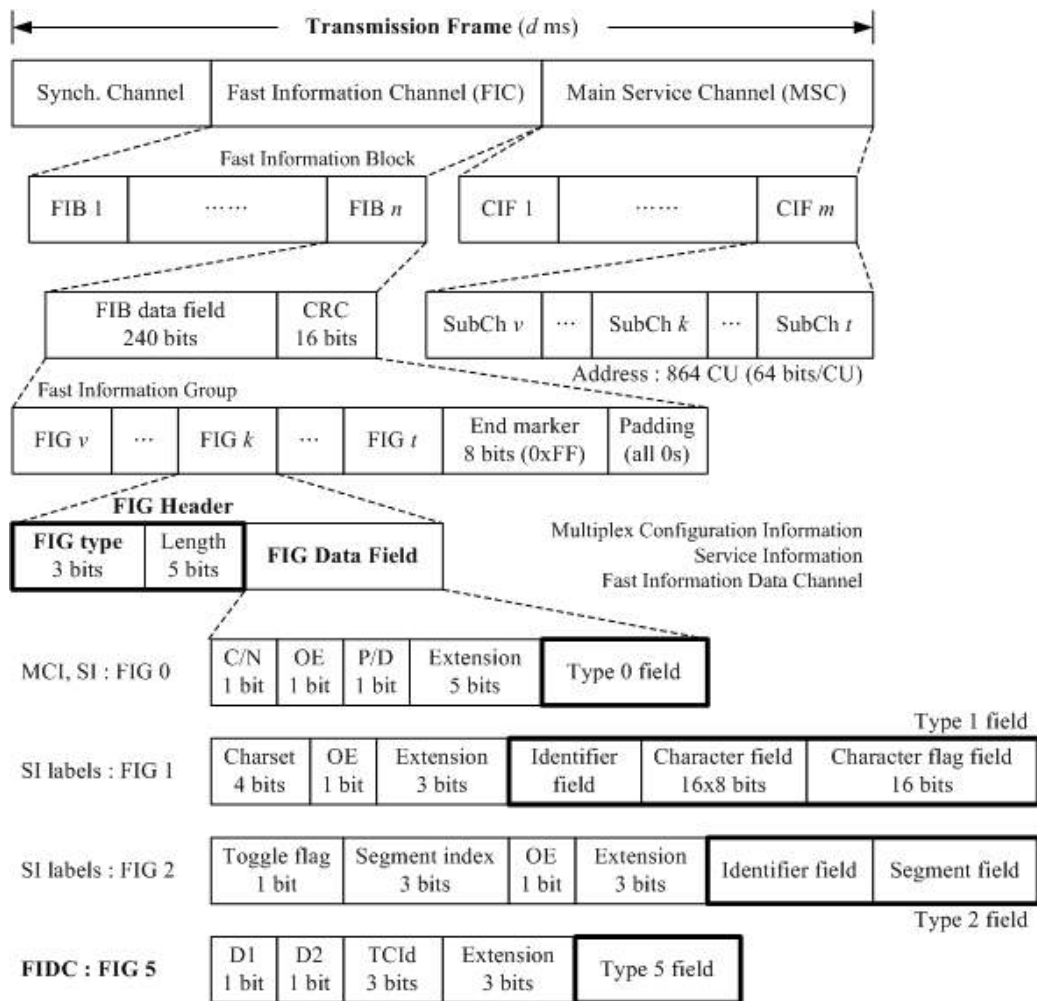 Transmission Frame (d ms)
Synch. Channel
Fast Information Channel (FIC)
Main Service Channel (MSC)
Fast Information Block
FIB 1
……
FIB n
CIF 1
……
CIF m
FIB data field
240 bits
CRC
16 bits
SubCh v
...
SubCh k
...
SubCh t
Address : 864 CU (64 bits/CU)
Fast Information Group
FIG v
...
FIG k
...
FIG t
End marker
8 bits (0xFF)
Padding
(all 0s)
FIG Header
FIG type
3 bits
Length
5 bits
FIG Data Field
Multiplex Configuration Information
Service Information
Fast Information Data Channel
MCI, SI : FIG 0
C/N
1 bit
OE
1 bit
P/D
1 bit
Extension
5 bits
Type 0 field
Type 1 field
SI labels : FIG 1
Charset
4 bits
OE
1 bit
Extension
3 bits
Identifier
field
Character field
16x8 bits
Character flag field
16 bits
SI labels : FIG 2
Toggle flag
1 bit
Segment index
3 bits
OE
1 bit
Extension
3 bits
Identifier field
Segment field
Type 2 field
FIDC : FIG 5
D1
1 bit
D2
1 bit
TCId
3 bits
Extension
3 bits
Type 5 field